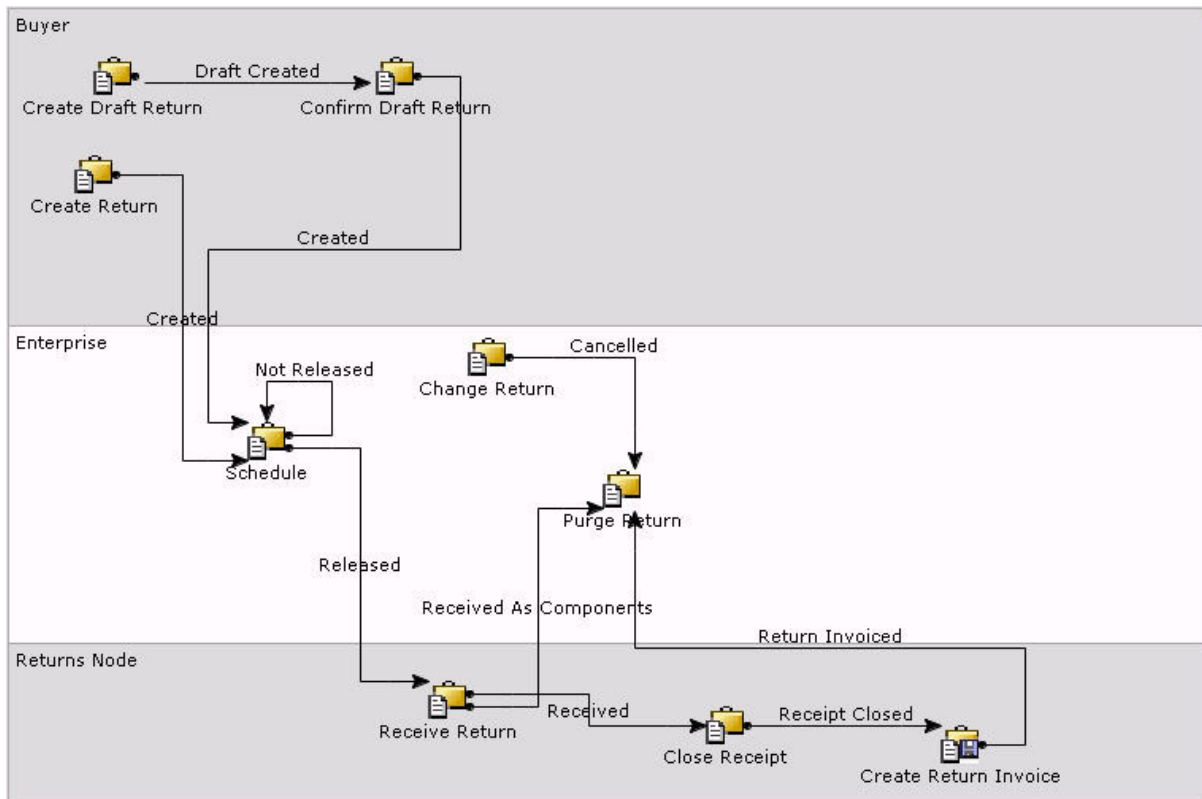 Buyer
Draft Created
Create Draft Return
Confirm Draft Return
Create Return
Created
Created
Enterprise
Cancelled
Not Released
Change Return
Schedule
Purge Return
Released
Received As Components
Return Invoiced
Returns Node
Received
Receipt Closed
Receive Return
Close Receipt
Create Return Invoice